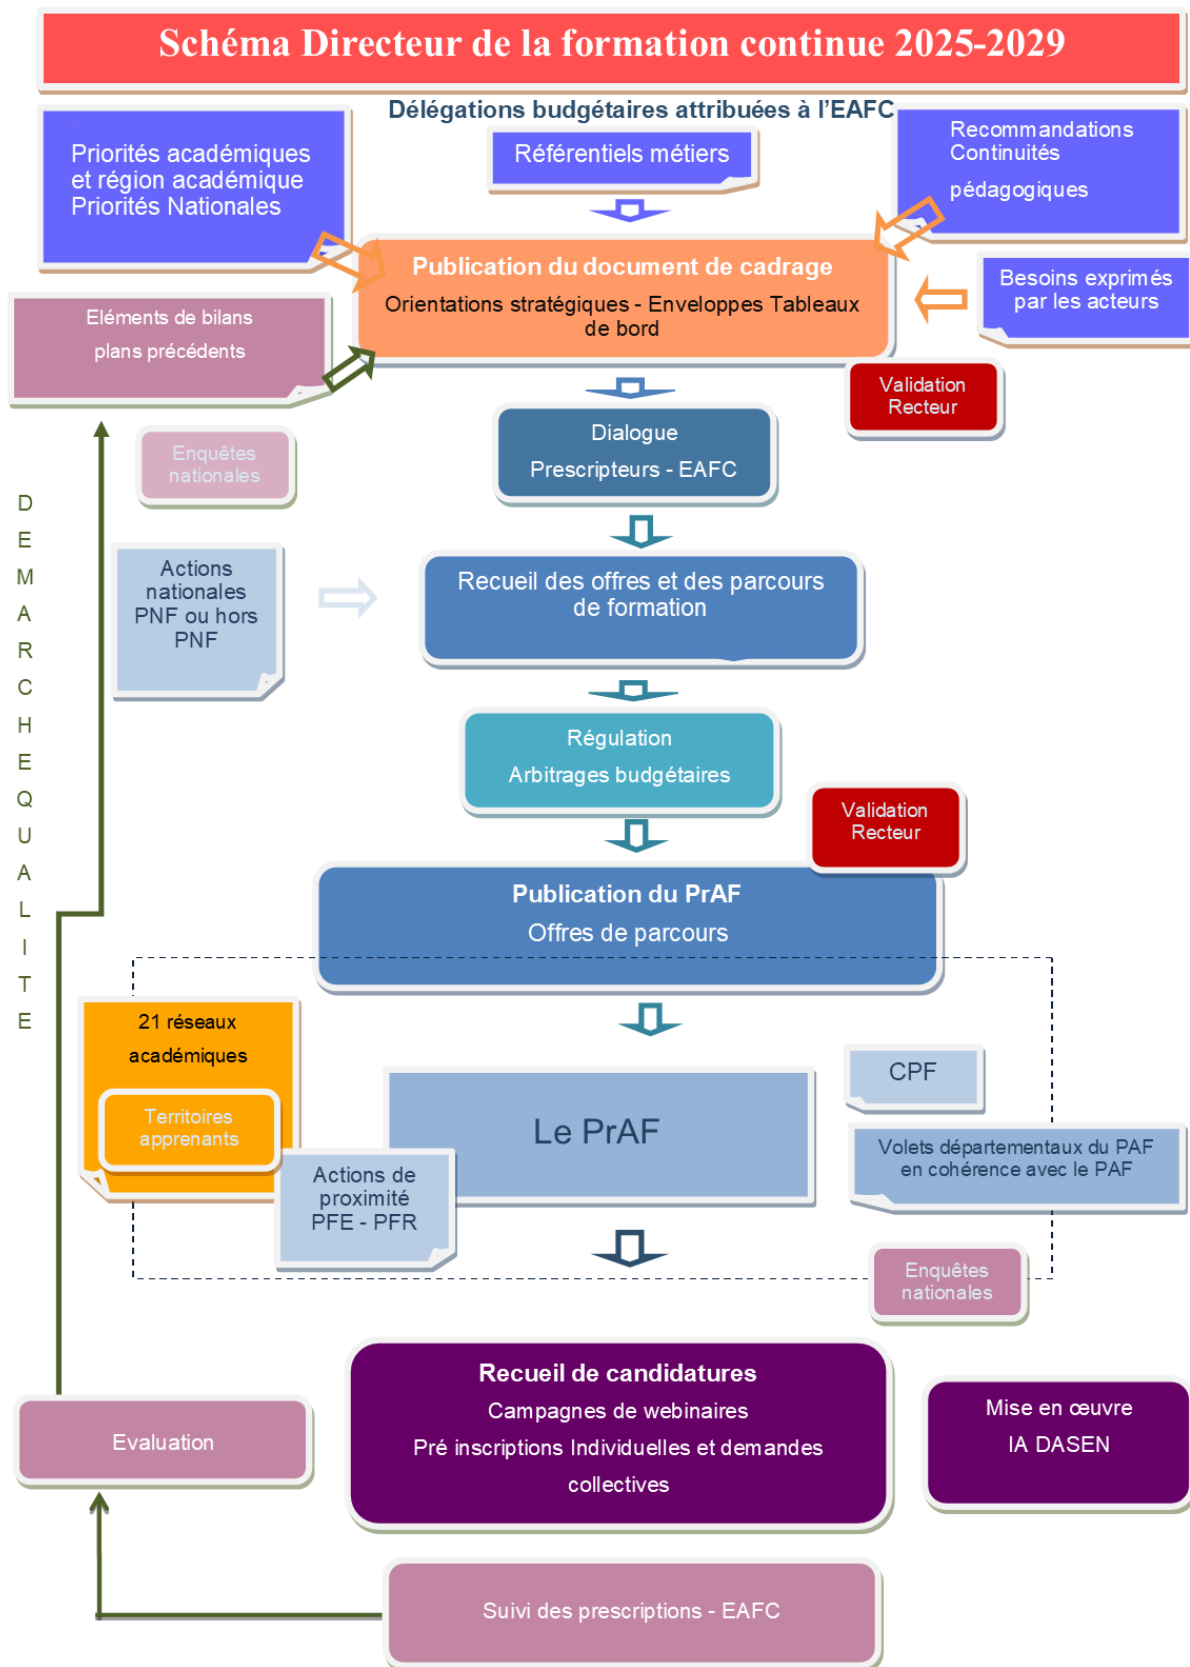 Schéma Directeur de la formation continue 2025-2029
Délégations budgétaires attribuées à l'EAFC
Priorités académiques
et région académique
Priorités Nationales
Référentiels métiers
Recommandations
Continuités
pédagogiques
Publication du document de cadrage
Orientations stratégiques - Enveloppes Tableaux
de bord
Besoins exprimés
par les acteurs
Eléments de bilans
plans précédents
Validation
Recteur
Enquêtes
nationales
Dialogue
Prescripteurs - EAFC
D
E
M
A
R
C
H
E
Q
U
A
L
I
T
E
Actions
nationales
PNF ou hors
PNF
Recueil des offres et des parcours
de formation
Régulation
Arbitrages budgétaires
Validation
Recteur
Publication du PrAF
Offres de parcours
21 réseaux
académiques
Territoires
apprenants
Actions de
proximité
PFE - PFR
Le PrAF
CPF
Volets départementaux du PAF
en cohérence avec le PAF
Enquêtes
nationales
Recueil de candidatures
Campagnes de webinaires
Pré inscriptions Individuelles et demandes
collectives
Mise en œuvre
IA DASEN
Evaluation
Suivi des prescriptions - EAFC